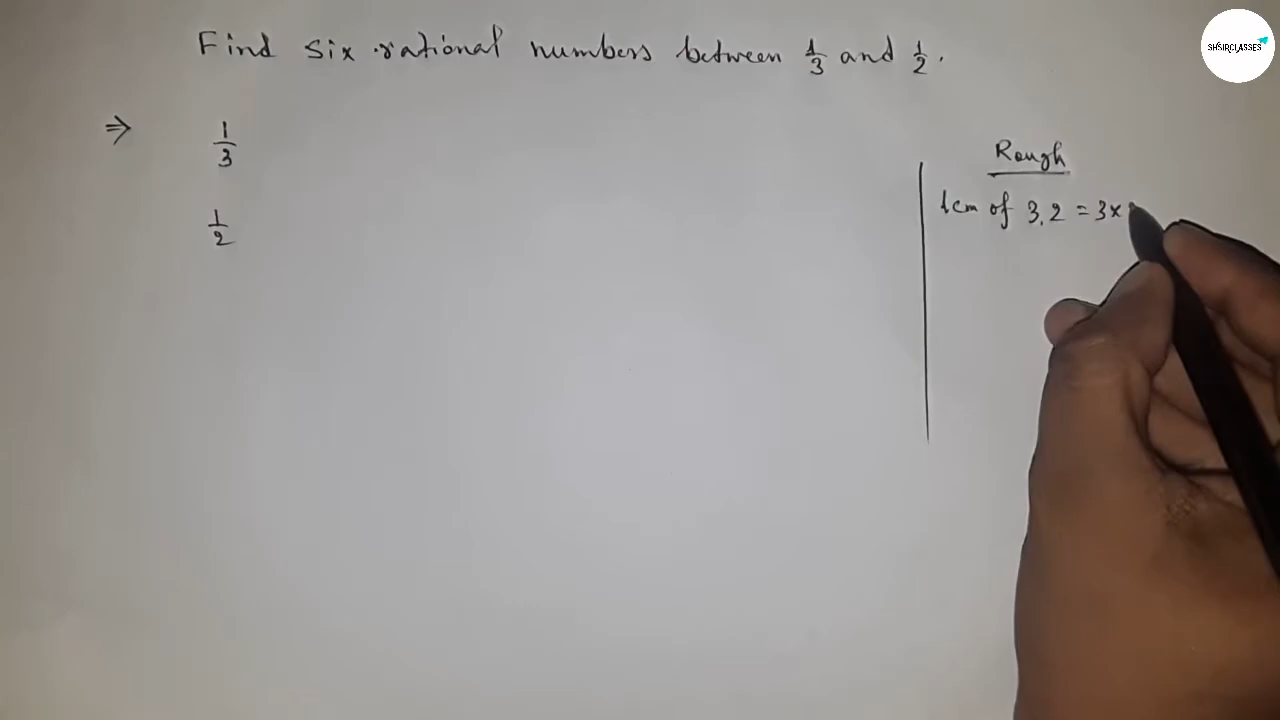 Find six rational numbers between 1/3 and 1/2.
SHSIRCLASSES
⇒ 1/3
1/2
Rough
lcm of 3,2 = 3×